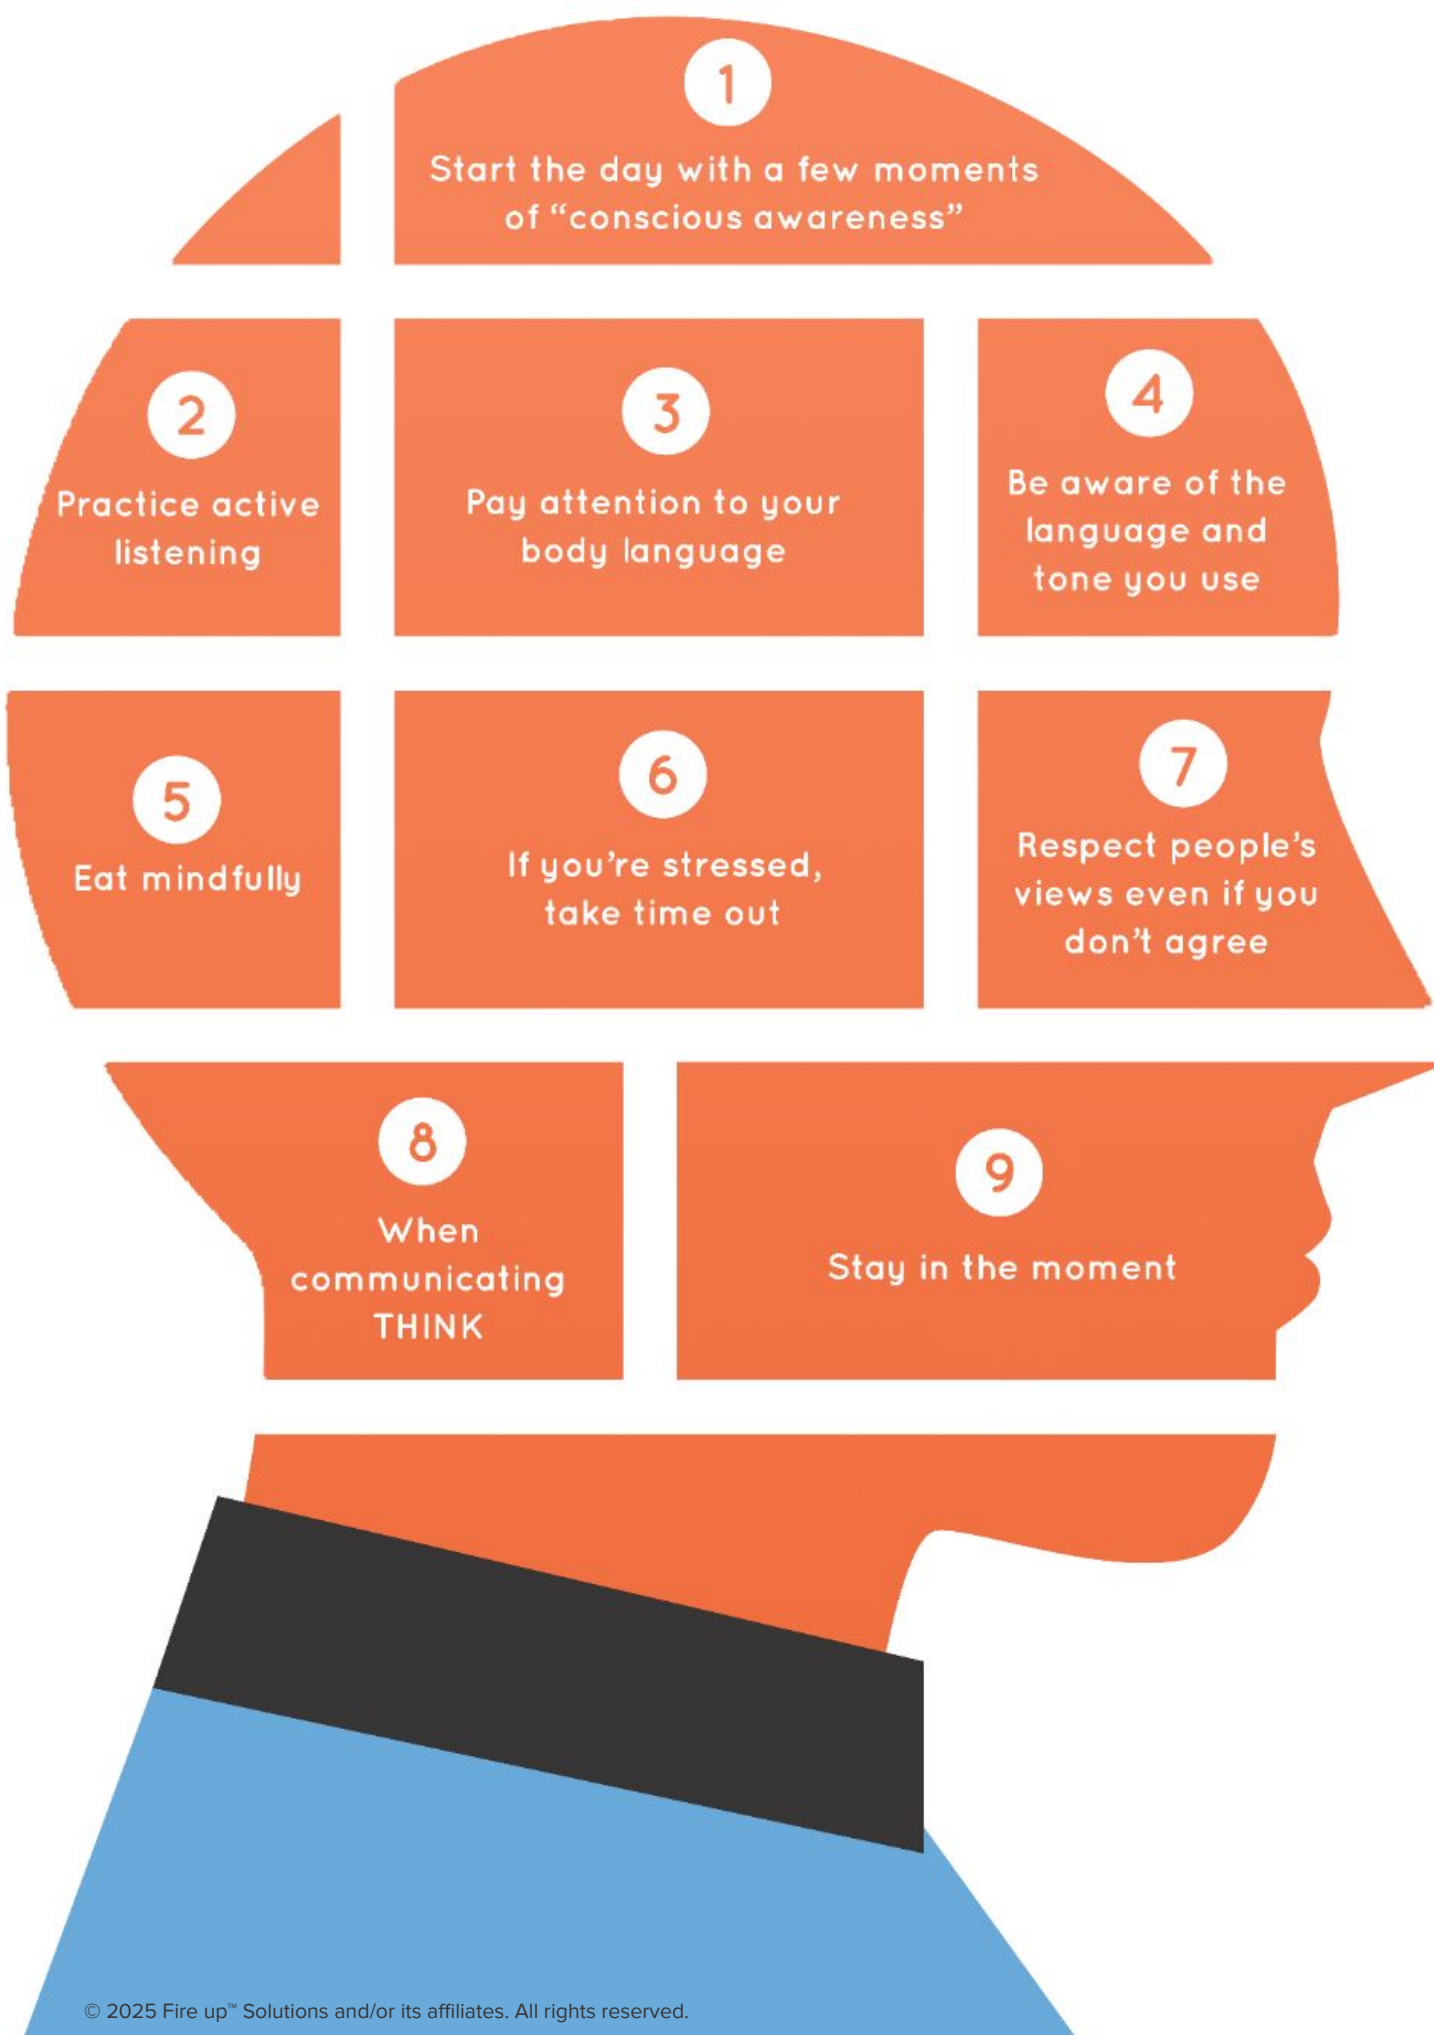 1
Start the day with a few moments
of “conscious awareness”
2
Practice active
listening
3
Pay attention to your
body language
4
Be aware of the
language and
tone you use
5
Eat mindfully
6
If you’re stressed,
take time out
7
Respect people’s
views even if you
don’t agree
8
When
communicating
THINK
9
Stay in the moment
© 2025 Fire up™ Solutions and/or its affiliates. All rights reserved.